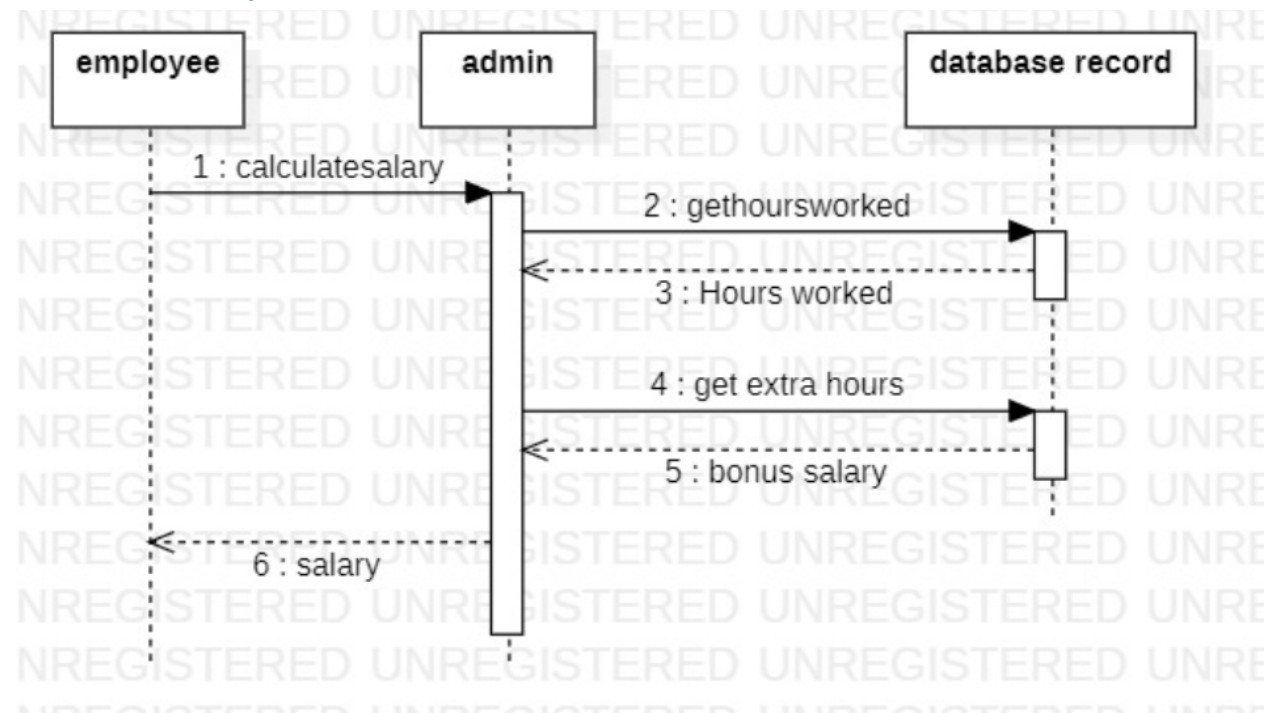 employee
admin
database record
1 : calculatesalary
2 : gethoursworked
3 : Hours worked
4 : get extra hours
5 : bonus salary
6 : salary